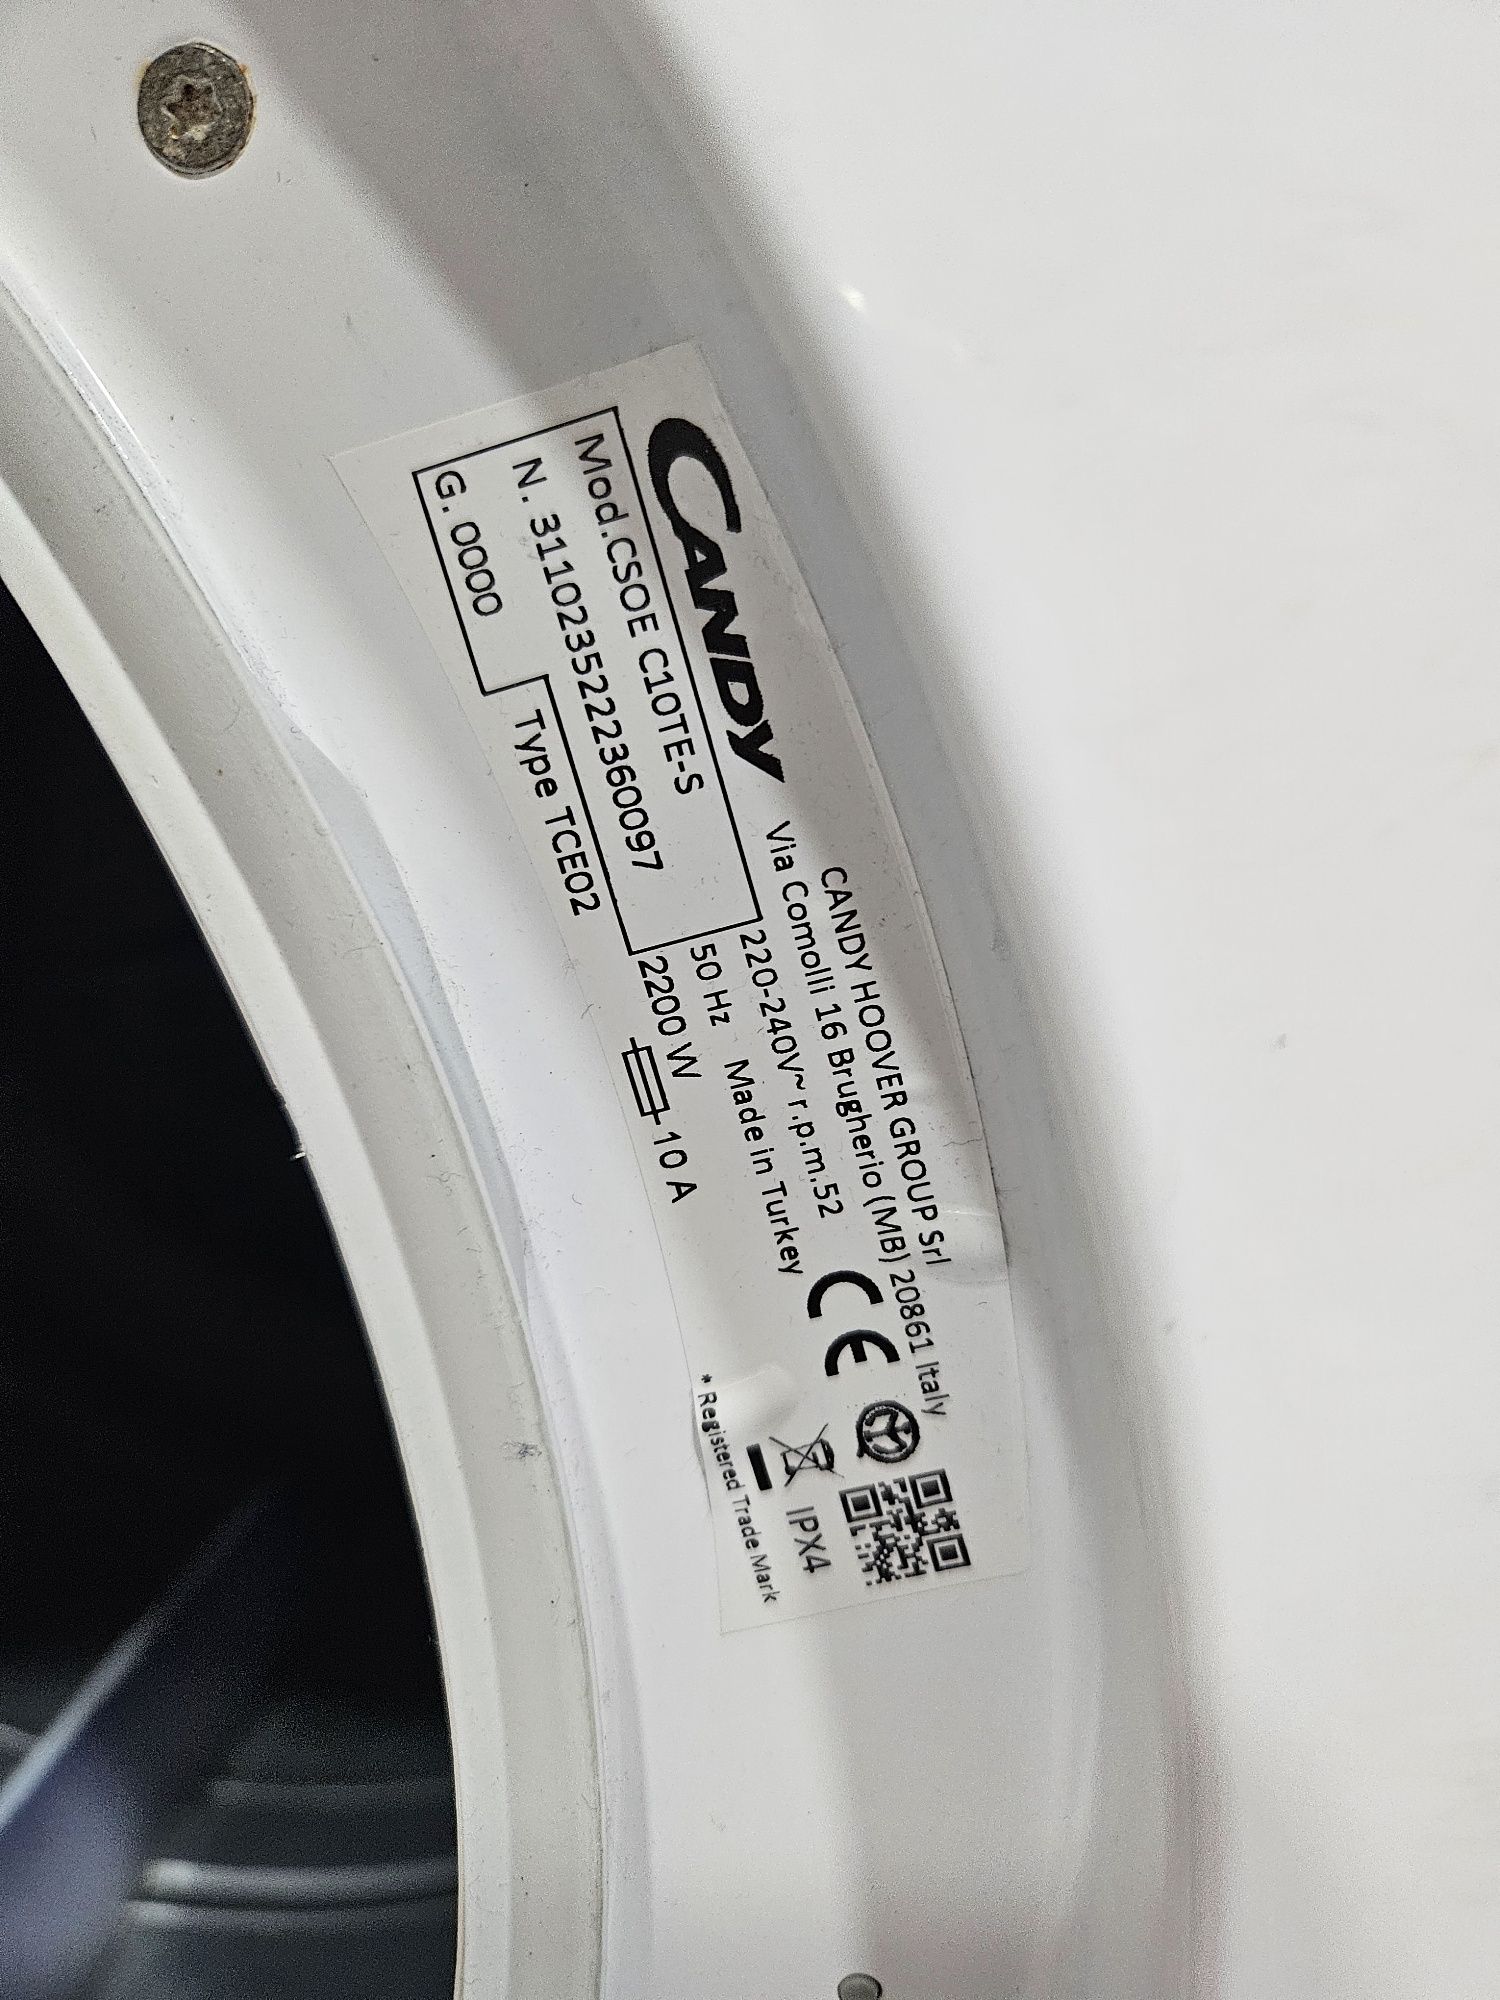 CANDY
CANDY HOOVER GROUP Srl
Via Comolli 16 Brugherio (MB) 20861 Italy
Mod.CSOE C10TE-S
220-240V~ r.p.m.52
N. 3110235222360097
50 Hz Made in Turkey
G. 0000
Type TCE02
2200 W
10 A
CE
IPX4
* Registered Trade Mark